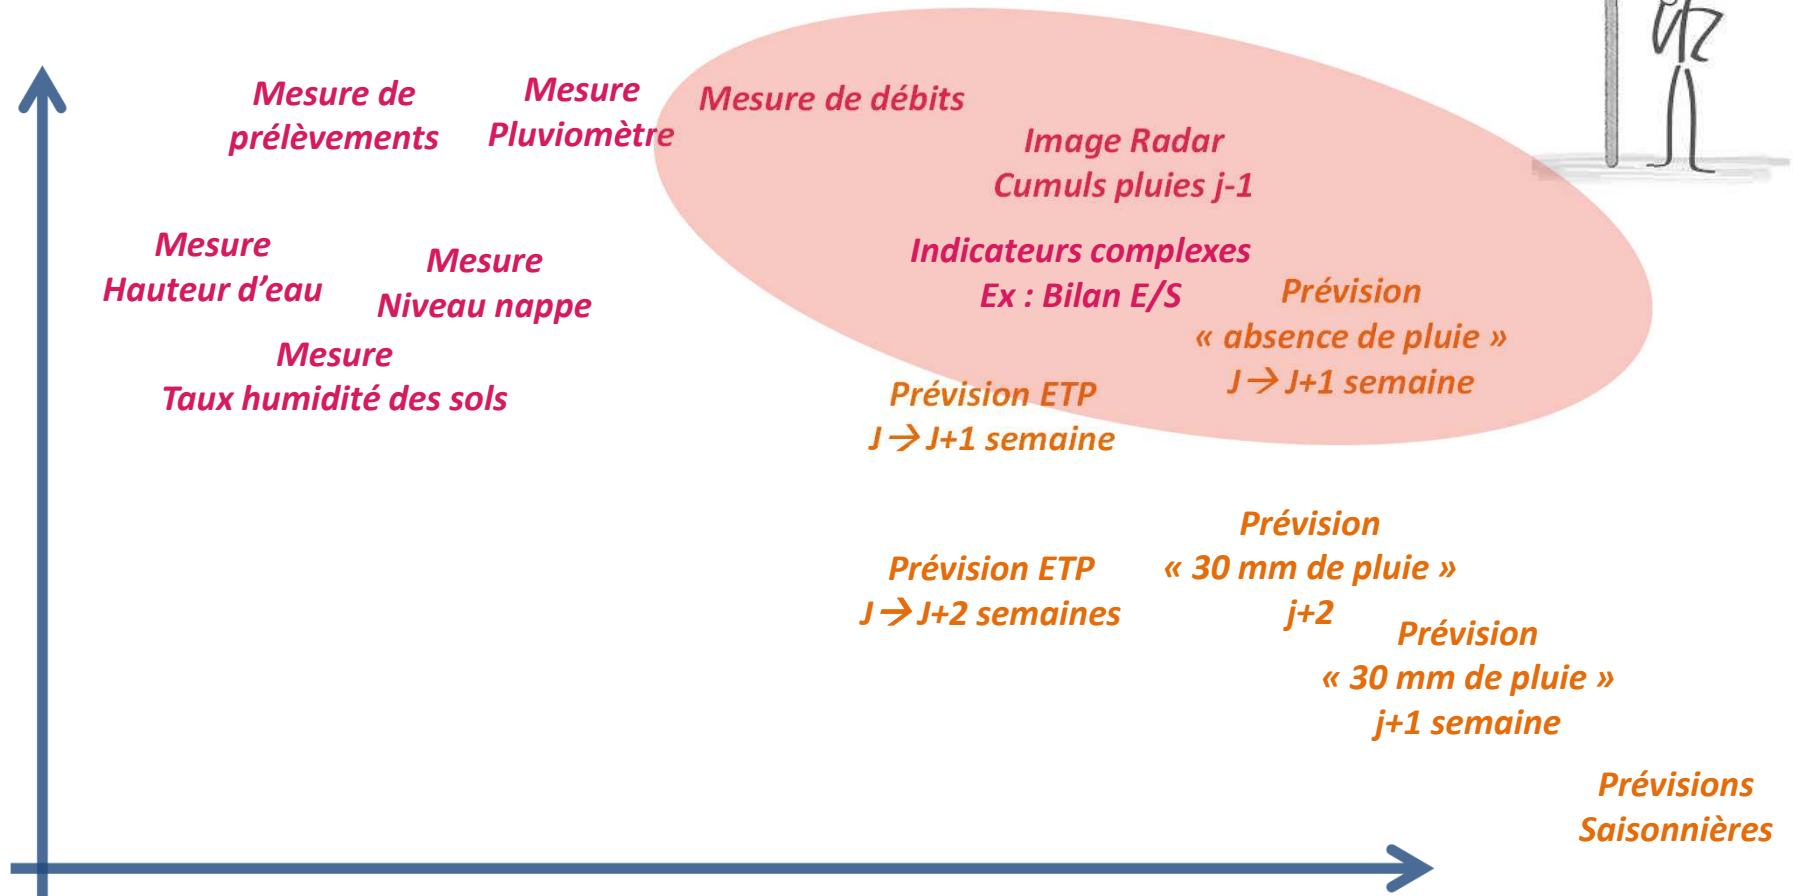 Mesure de
prélèvements
Mesure
Pluviomètre
Mesure de débits
Image Radar
Cumuls pluies j-1
Mesure
Hauteur d'eau
Mesure
Niveau nappe
Indicateurs complexes
Ex : Bilan E/S
Prévision
« absence de pluie »
J→ J+1 semaine
Mesure
Taux humidité des sols
Prévision ETP
J→ J+1 semaine
Prévision ETP
J→ J+2 semaines
Prévision
« 30 mm de pluie »
j+2
Prévision
« 30 mm de pluie »
j+1 semaine
Prévisions
Saisonnières